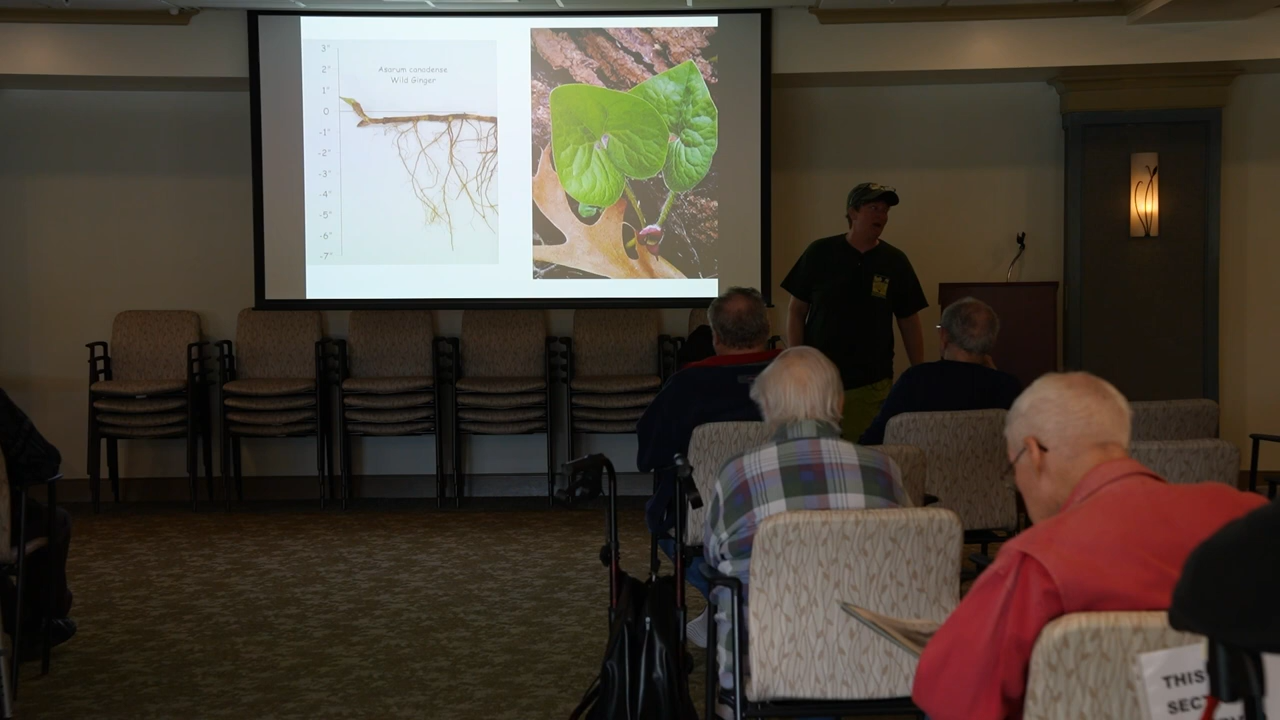 3"
2"
1"
0
-1"
-2"
-3"
-4"
-5"
-6"
-7"
Asarum canadense
Wild Ginger
THIS
SECT